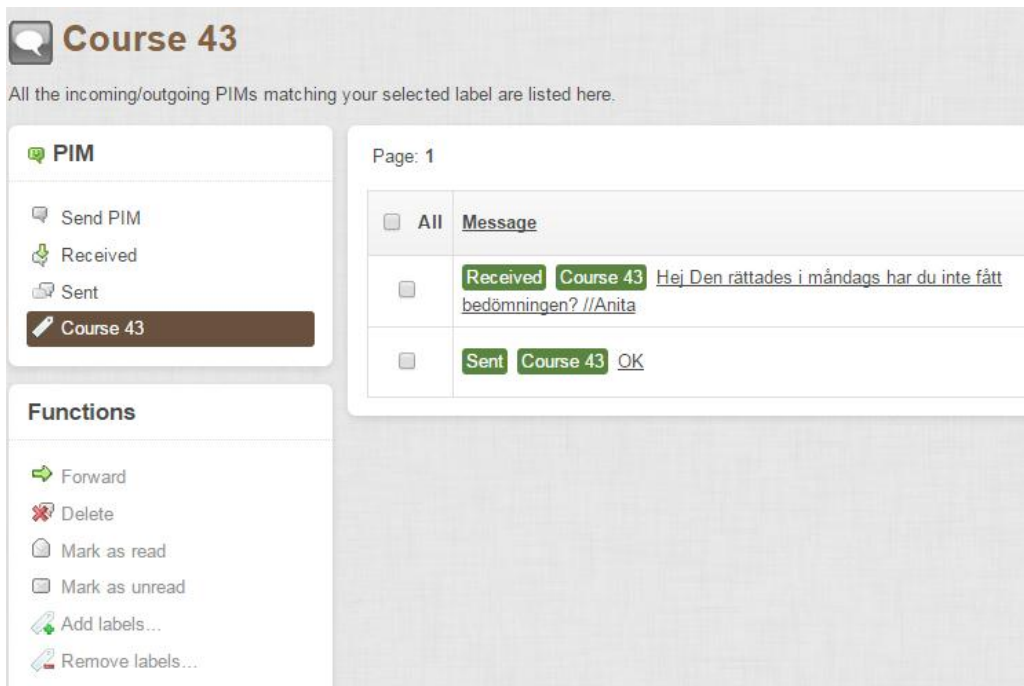 Course 43
All the incoming/outgoing PIMs matching your selected label are listed here.
PIM
Send PIM
Received
Sent
Course 43
Functions
Forward
Delete
Mark as read
Mark as unread
Add labels...
Remove labels...
Page: 1
All Message
Received Course 43 Hej Den rättades i måndags har du inte fått
bedömningen? //Anita
Sent Course 43 OK